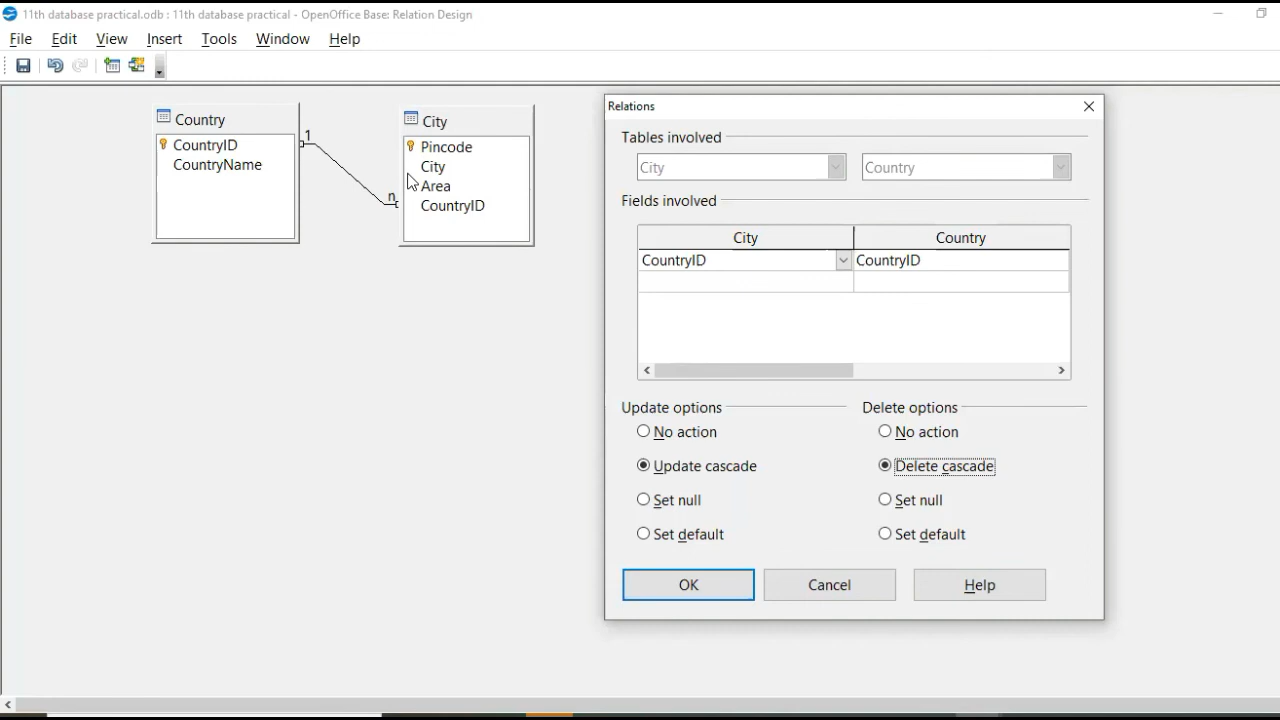 11th database practical.odb : 11th database practical - OpenOffice Base: Relation Design
File Edit View Insert Tools Window Help
Country
CountryID
CountryName
1
n
City
Pincode
City
Area
CountryID
Relations
Tables involved
City Country
Fields involved
City Country
CountryID CountryID
Update options Delete options
No action No action
Update cascade Delete cascade
Set null Set null
Set default Set default
OK Cancel Help